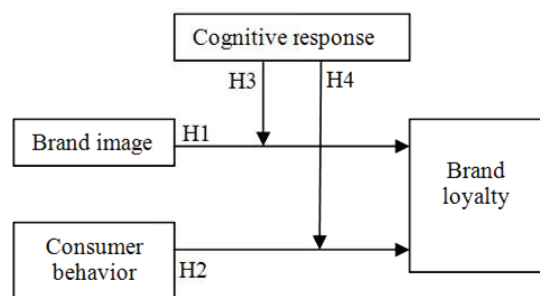 Cognitive response
H3
H4
H1
Brand image
Brand
loyalty
Consumer
behavior
H2